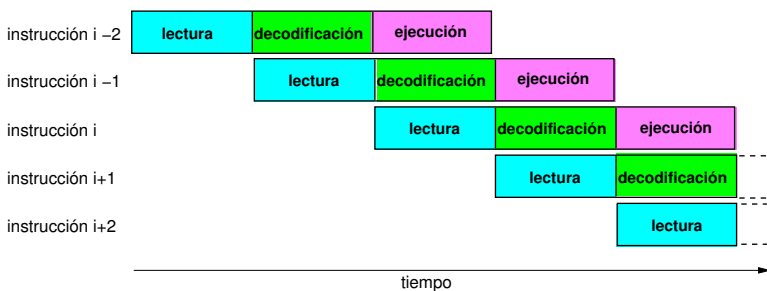 instrucción i −2 lectura decodificación ejecución
instrucción i −1 lectura decodificación ejecución
instrucción i lectura decodificación ejecución
instrucción i+1 lectura decodificación
instrucción i+2 lectura
tiempo